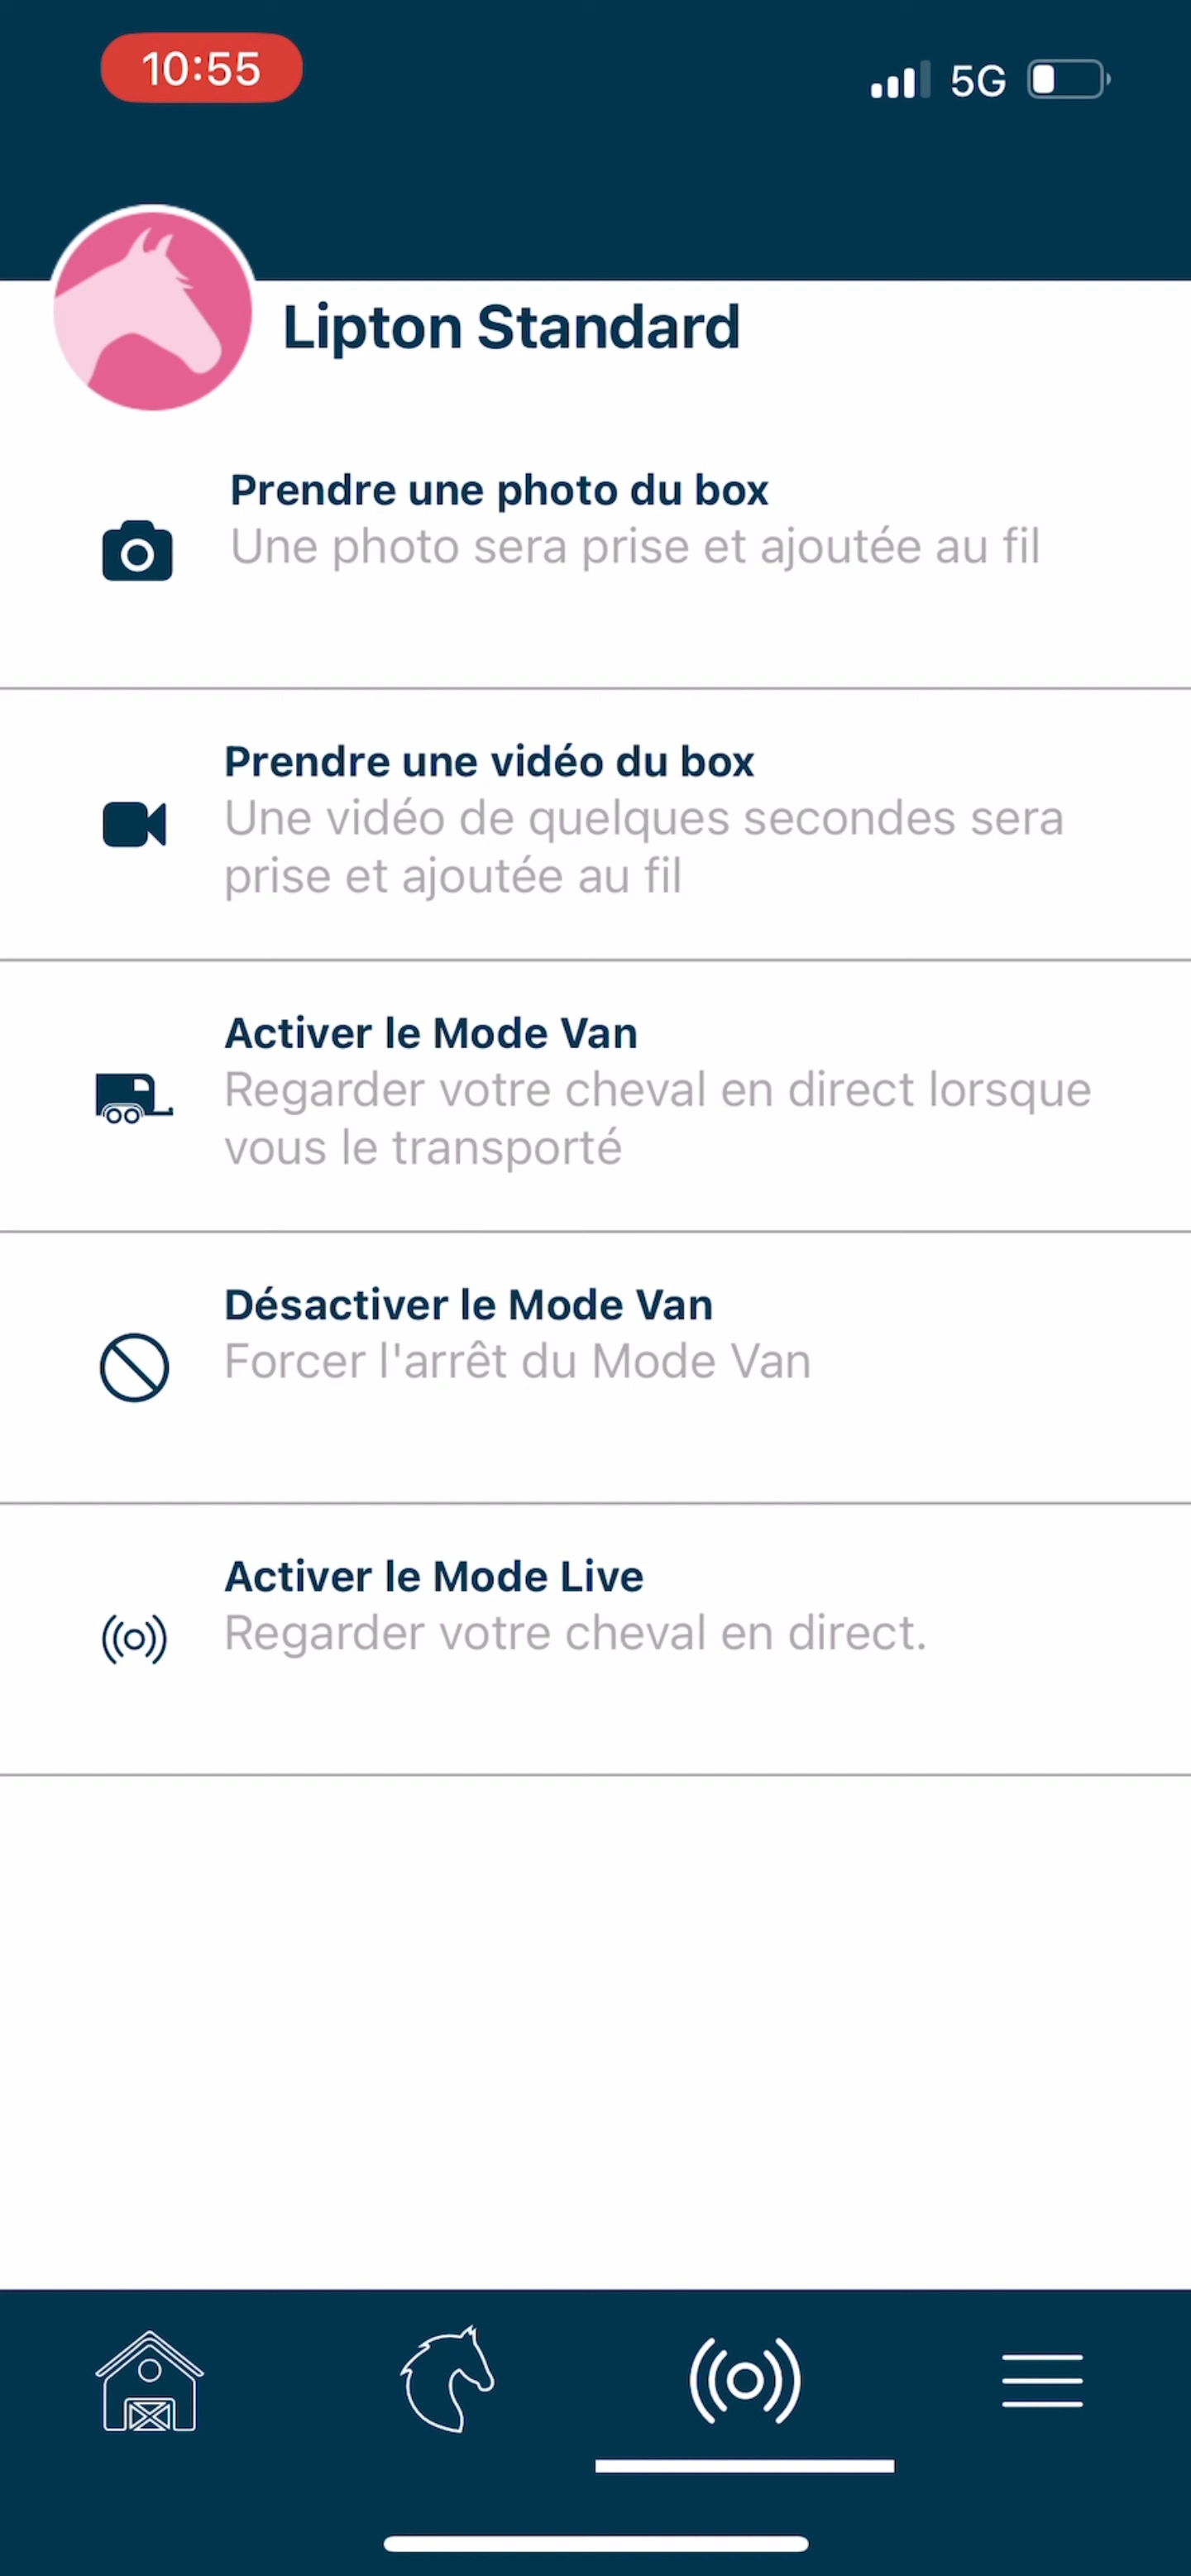 10:55
5G
Lipton Standard
Prendre une photo du box
Une photo sera prise et ajoutée au fil
Prendre une vidéo du box
Une vidéo de quelques secondes sera
prise et ajoutée au fil
Activer le Mode Van
Regarder votre cheval en direct lorsque
vous le transporté
Désactiver le Mode Van
Forcer l'arrêt du Mode Van
Activer le Mode Live
Regarder votre cheval en direct.